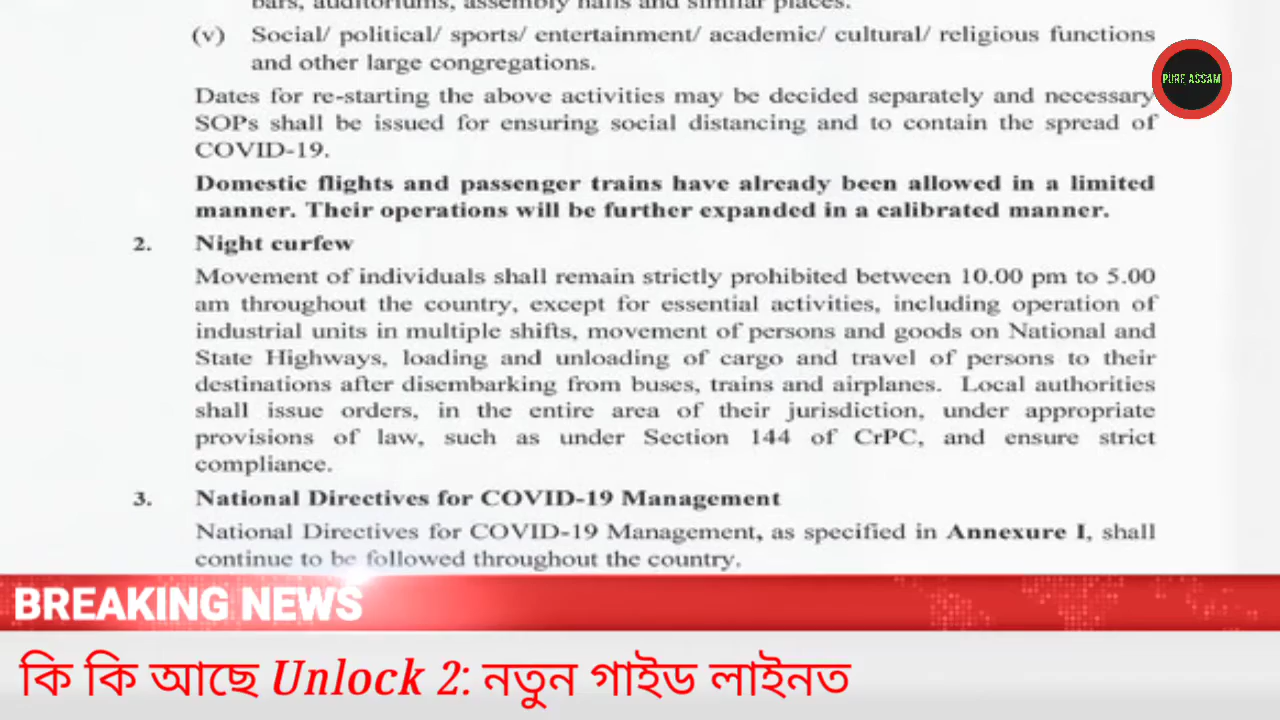 bars, auditoriums, assembly halls and similar places.
(v) Social/ political/ sports/ entertainment/ academic/ cultural/ religious functions
and other large congregations.
PURE ASSAM
Dates for re-starting the above activities may be decided separately and necessary
SOPs shall be issued for ensuring social distancing and to contain the spread of
COVID-19.
Domestic flights and passenger trains have already been allowed in a limited
manner. Their operations will be further expanded in a calibrated manner.
2. Night curfew
Movement of individuals shall remain strictly prohibited between 10.00 pm to 5.00
am throughout the country, except for essential activities, including operation of
industrial units in multiple shifts, movement of persons and goods on National and
State Highways, loading and unloading of cargo and travel of persons to their
destinations after disembarking from buses, trains and airplanes. Local authorities
shall issue orders, in the entire area of their jurisdiction, under appropriate
provisions of law, such as under Section 144 of CrPC, and ensure strict
compliance.
3. National Directives for COVID-19 Management
National Directives for COVID-19 Management, as specified in Annexure I, shall
continue to be followed throughout the country.
BREAKING NEWS
কি কি আছে Unlock 2: নতুন গাইড লাইনত